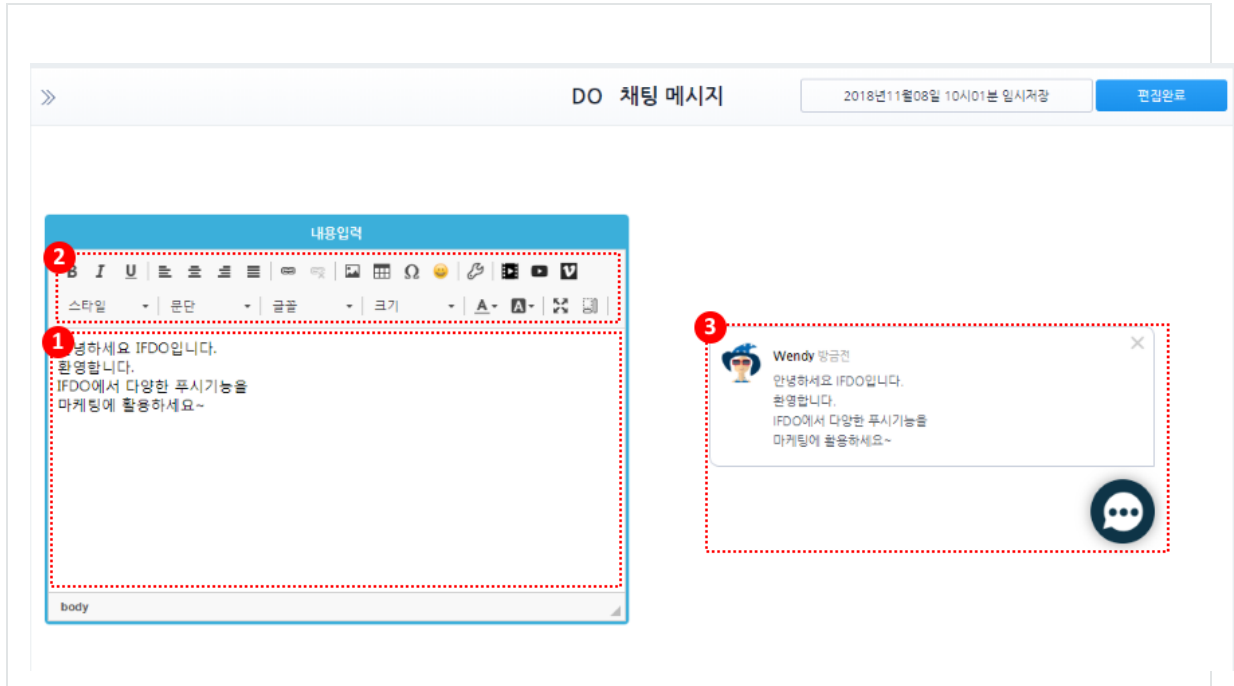 DO 채팅 메시지
2018년11월08일 10시01분 임시저장
편집완료
내용입력
2
B I U Ω
스타일 문단 글꼴 크기 A A
1
녕하세요 IFDO입니다.
환영합니다.
IFDO에서 다양한 푸시기능을
마케팅에 활용하세요~
body
3
Wendy 방금전
안녕하세요 IFDO입니다.
환영합니다.
IFDO에서 다양한 푸시기능을
마케팅에 활용하세요~